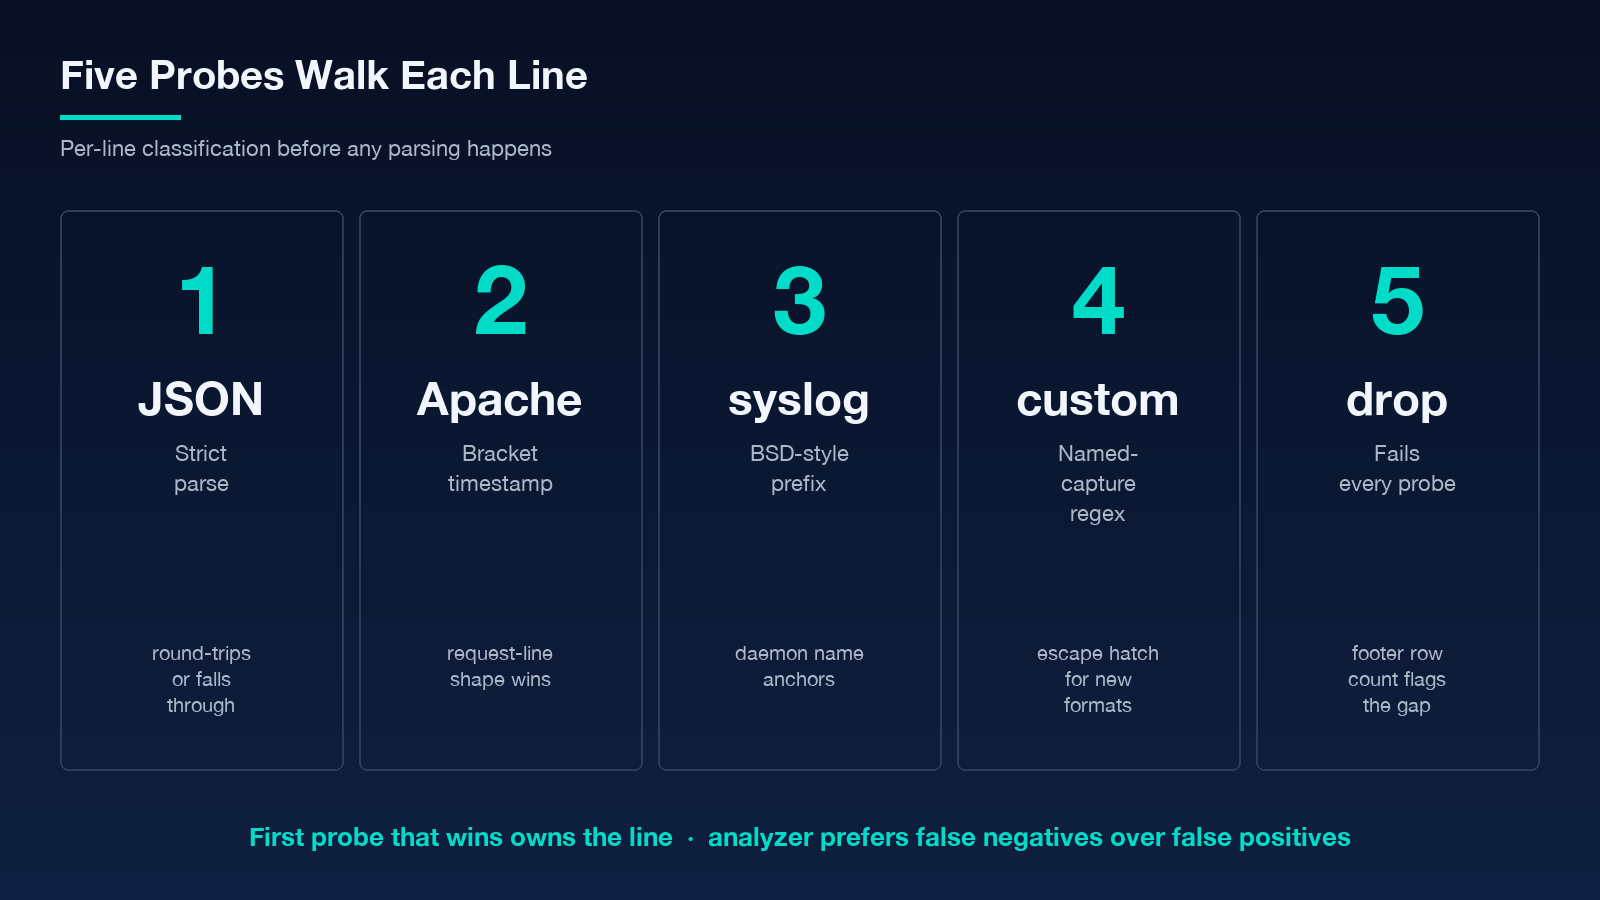 Five Probes Walk Each Line
Per-line classification before any parsing happens
1
JSON
Strict
parse
round-trips
or falls
through
2
Apache
Bracket
timestamp
request-line
shape wins
3
syslog
BSD-style
prefix
daemon name
anchors
4
custom
Named-
capture
regex
escape hatch
for new
formats
5
drop
Fails
every probe
footer row
count flags
the gap
First probe that wins owns the line · analyzer prefers false negatives over false positives